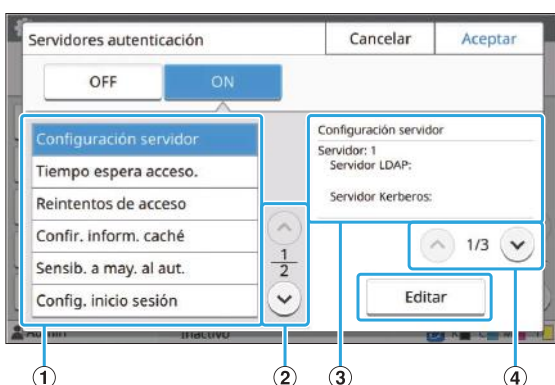 Servidores autenticación
Cancelar
Aceptar
OFF
ON
Configuración servidor
Tiempo espera acceso.
Reintentos de acceso
Confir. inform. caché
Sensib. a may. al aut.
Config. inicio sesión
1
2
Configuración servidor
Servidor: 1
Servidor LDAP:
Servidor Kerberos:
1/3
Editar
1
2
3
4